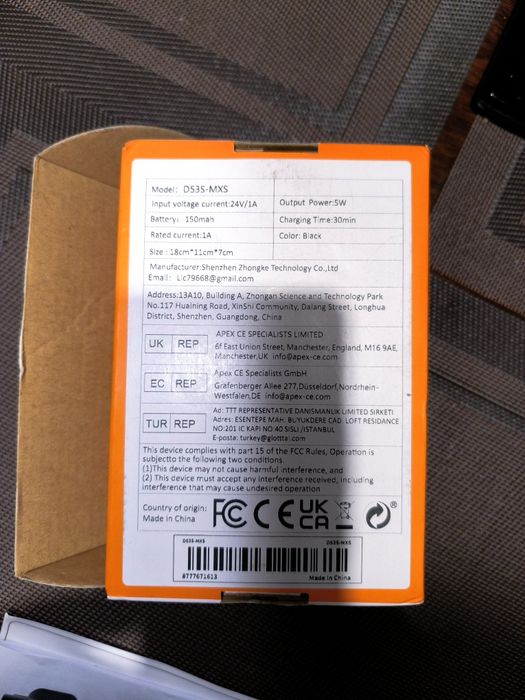 Model: D53S-MXS
Input voltage current:24V/1A
Output Power:5W
Battery: 150mah
Charging Time:30min
Rated current:1A
Color: Black
Size : 18cm*11cm*7cm
Manufacturer:Shenzhen Zhongke Technology Co.,Ltd
Email: Lic79668@gmail.com
Address:13A10, Building A, Zhongan Science and Technology Park
No.117 Huaining Road, XinShi Community, Dalang Street, Longhua
District, Shenzhen, Guangdong, China
UK REP
APEX CE SPECIALISTS LIMITED
6f East Union Street, Manchester, England, M16 9AE,
Manchester,UK info@apex-ce.com
EC REP
Apex CE Specialists GmbH
Grafenberger Allee 277,Düsseldorf,Nordrhein-
Westfalen,DE info@apex-ce.com
TUR REP
Ad: TTT REPRESENTATIVE DANISMANLIK LIMITED SIRKETI
Adres: ESENTEPE MAH. BUYUKDERE CAD. LOFT RESIDANCE
NO:201 IC KAPI NO:40 SISLI /ISTANBUL
E-posta: turkey@glottal.com
This device complies with part 15 of the FCC Rules, Operation is
subjectto the following two conditions.
(1)This device may not cause harmful interference, and
(2) This device must accept any interference received, including
interference that may cause undesired operation
Country of origin:
Made in China
FC CE UK
CA
®
D53S-MXS D53S-MXS
8777671613 Made in China